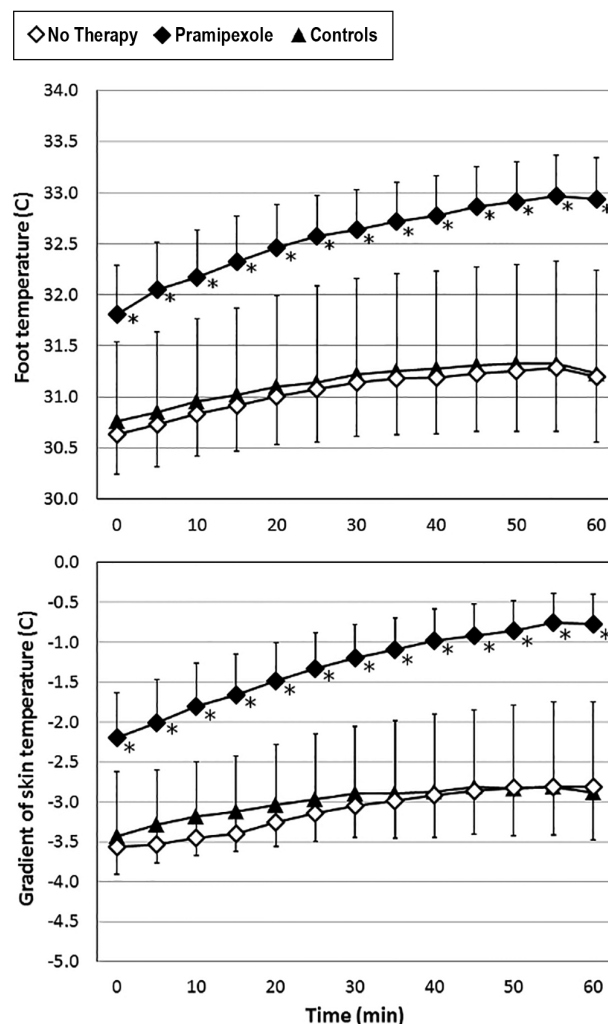 No Therapy Pramipexole Controls
Foot temperature (C)
34.0
33.5
33.0
32.5
32.0
31.5
31.0
30.5
30.0
* * * * * * * * * * * * *
0 10 20 30 40 50 60
Gradient of skin temperature (C)
0.0
-0.5
-1.0
-1.5
-2.0
-2.5
-3.0
-3.5
-4.0
-4.5
-5.0
* * * * * * * * * * * * *
0 10 20 30 40 50 60
Time (min)